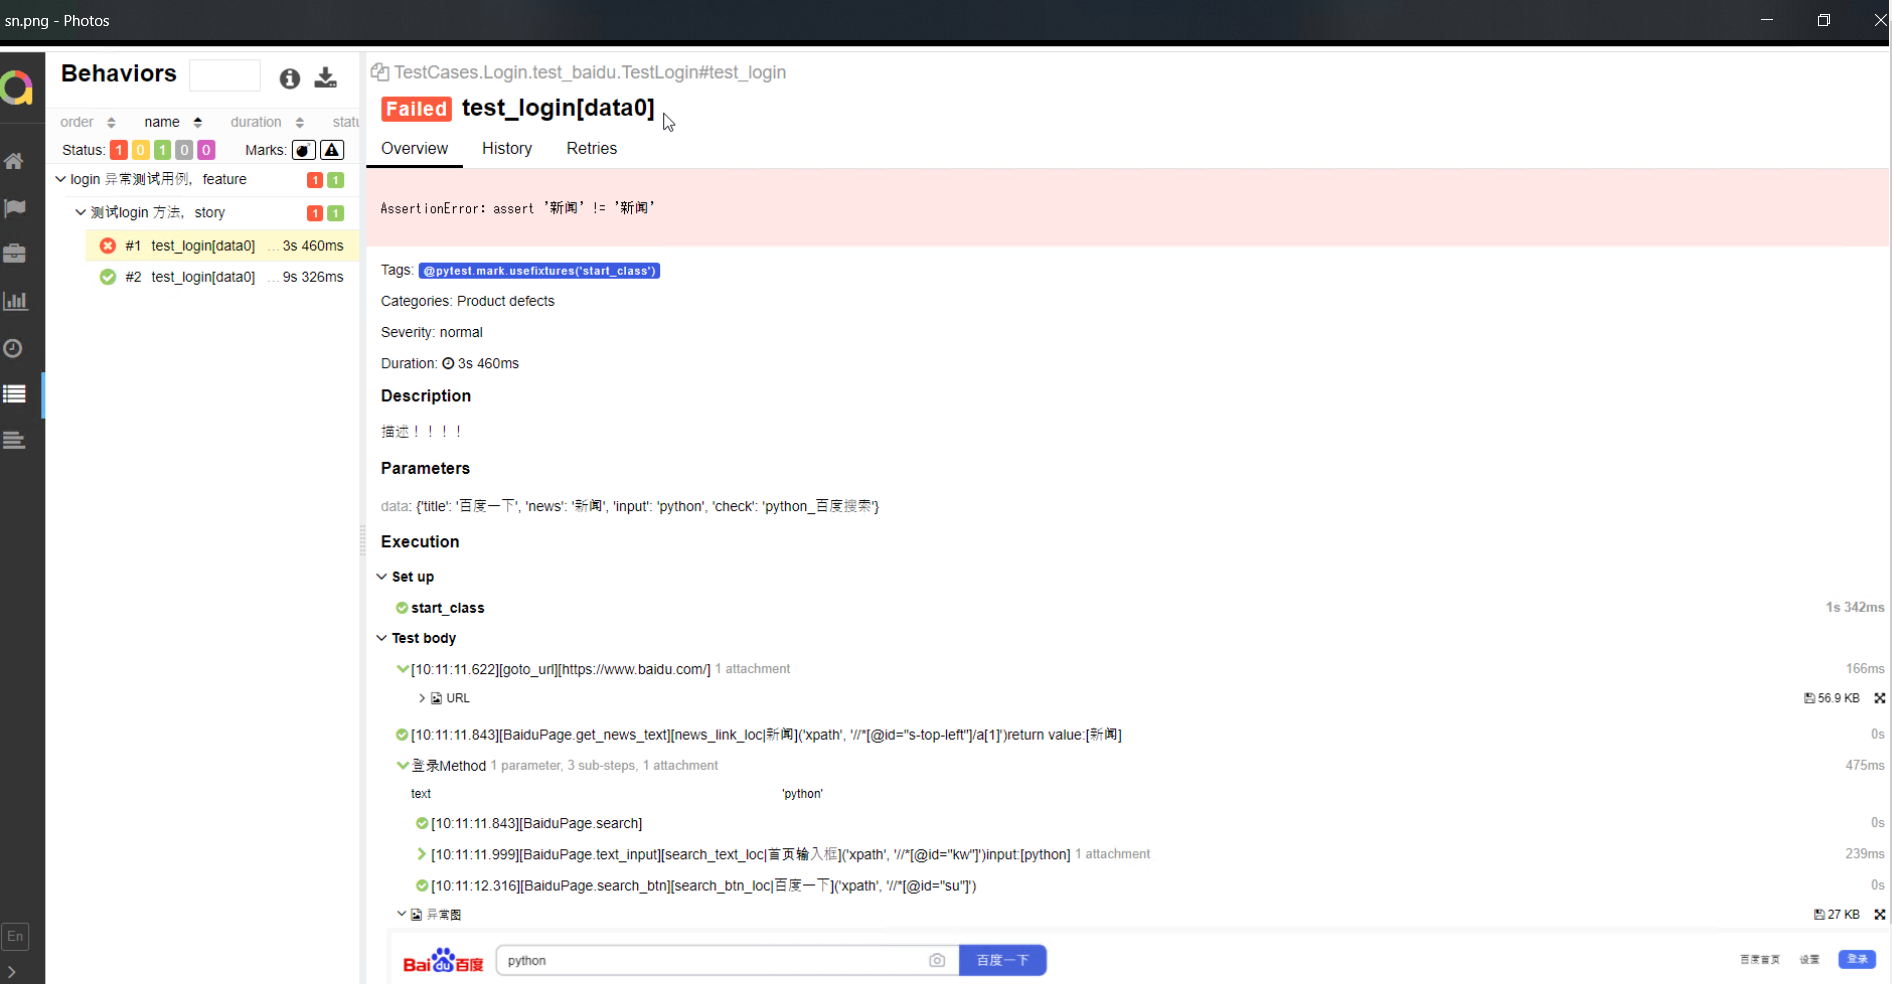 sn.png - Photos
Behaviors
order name duration statu
Status: 1 0 1 0 0 Marks:
login 异常测试用例, feature 1 1
测试login 方法, story 1 1
#1 test_login[data0] ... 3s 460ms
#2 test_login[data0] ... 9s 326ms
En
TestCases.Login.test_baidu.TestLogin#test_login
Failed test_login[data0]
Overview History Retries
AssertionError: assert '新闻' != '新闻'
Tags: @pytest.mark.usefixtures('start_class')
Categories: Product defects
Severity: normal
Duration: 3s 460ms
Description
描述！！！！
Parameters
data: {'title': '百度一下', 'news': '新闻', 'input': 'python', 'check': 'python_百度搜索'}
Execution
Set up
start_class 1s 342ms
Test body
[10:11:11.622][goto_url][https://www.baidu.com/] 1 attachment 166ms
URL 56.9 KB
[10:11:11.843][BaiduPage.get_news_text][news_link_loc|新闻]('xpath', '//*[@id="s-top-left"]/a[1]')return value:[新闻] 0s
登录Method 1 parameter, 3 sub-steps, 1 attachment 475ms
text 'python'
[10:11:11.843][BaiduPage.search] 0s
[10:11:11.999][BaiduPage.text_input][search_text_loc|首页输入框]('xpath', '//*[@id="kw"]')input:[python] 1 attachment 239ms
[10:11:12.316][BaiduPage.search_btn][search_btn_loc|百度一下]('xpath', '//*[@id="su"]') 0s
异常图 27 KB
Bai du 百度 python 百度一下 百度首页 设置 登录